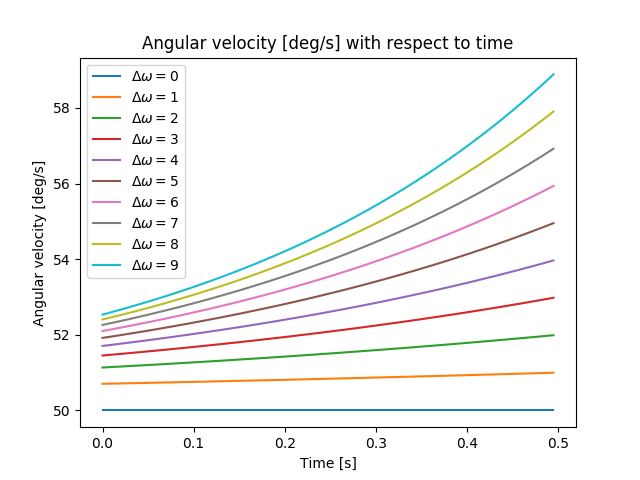 Angular velocity [deg/s] with respect to time
Δω = 0
Δω = 1
Δω = 2
Δω = 3
Δω = 4
Δω = 5
Δω = 6
Δω = 7
Δω = 8
Δω = 9
Angular velocity [deg/s]
58
56
54
52
50
0.0 0.1 0.2 0.3 0.4 0.5
Time [s]